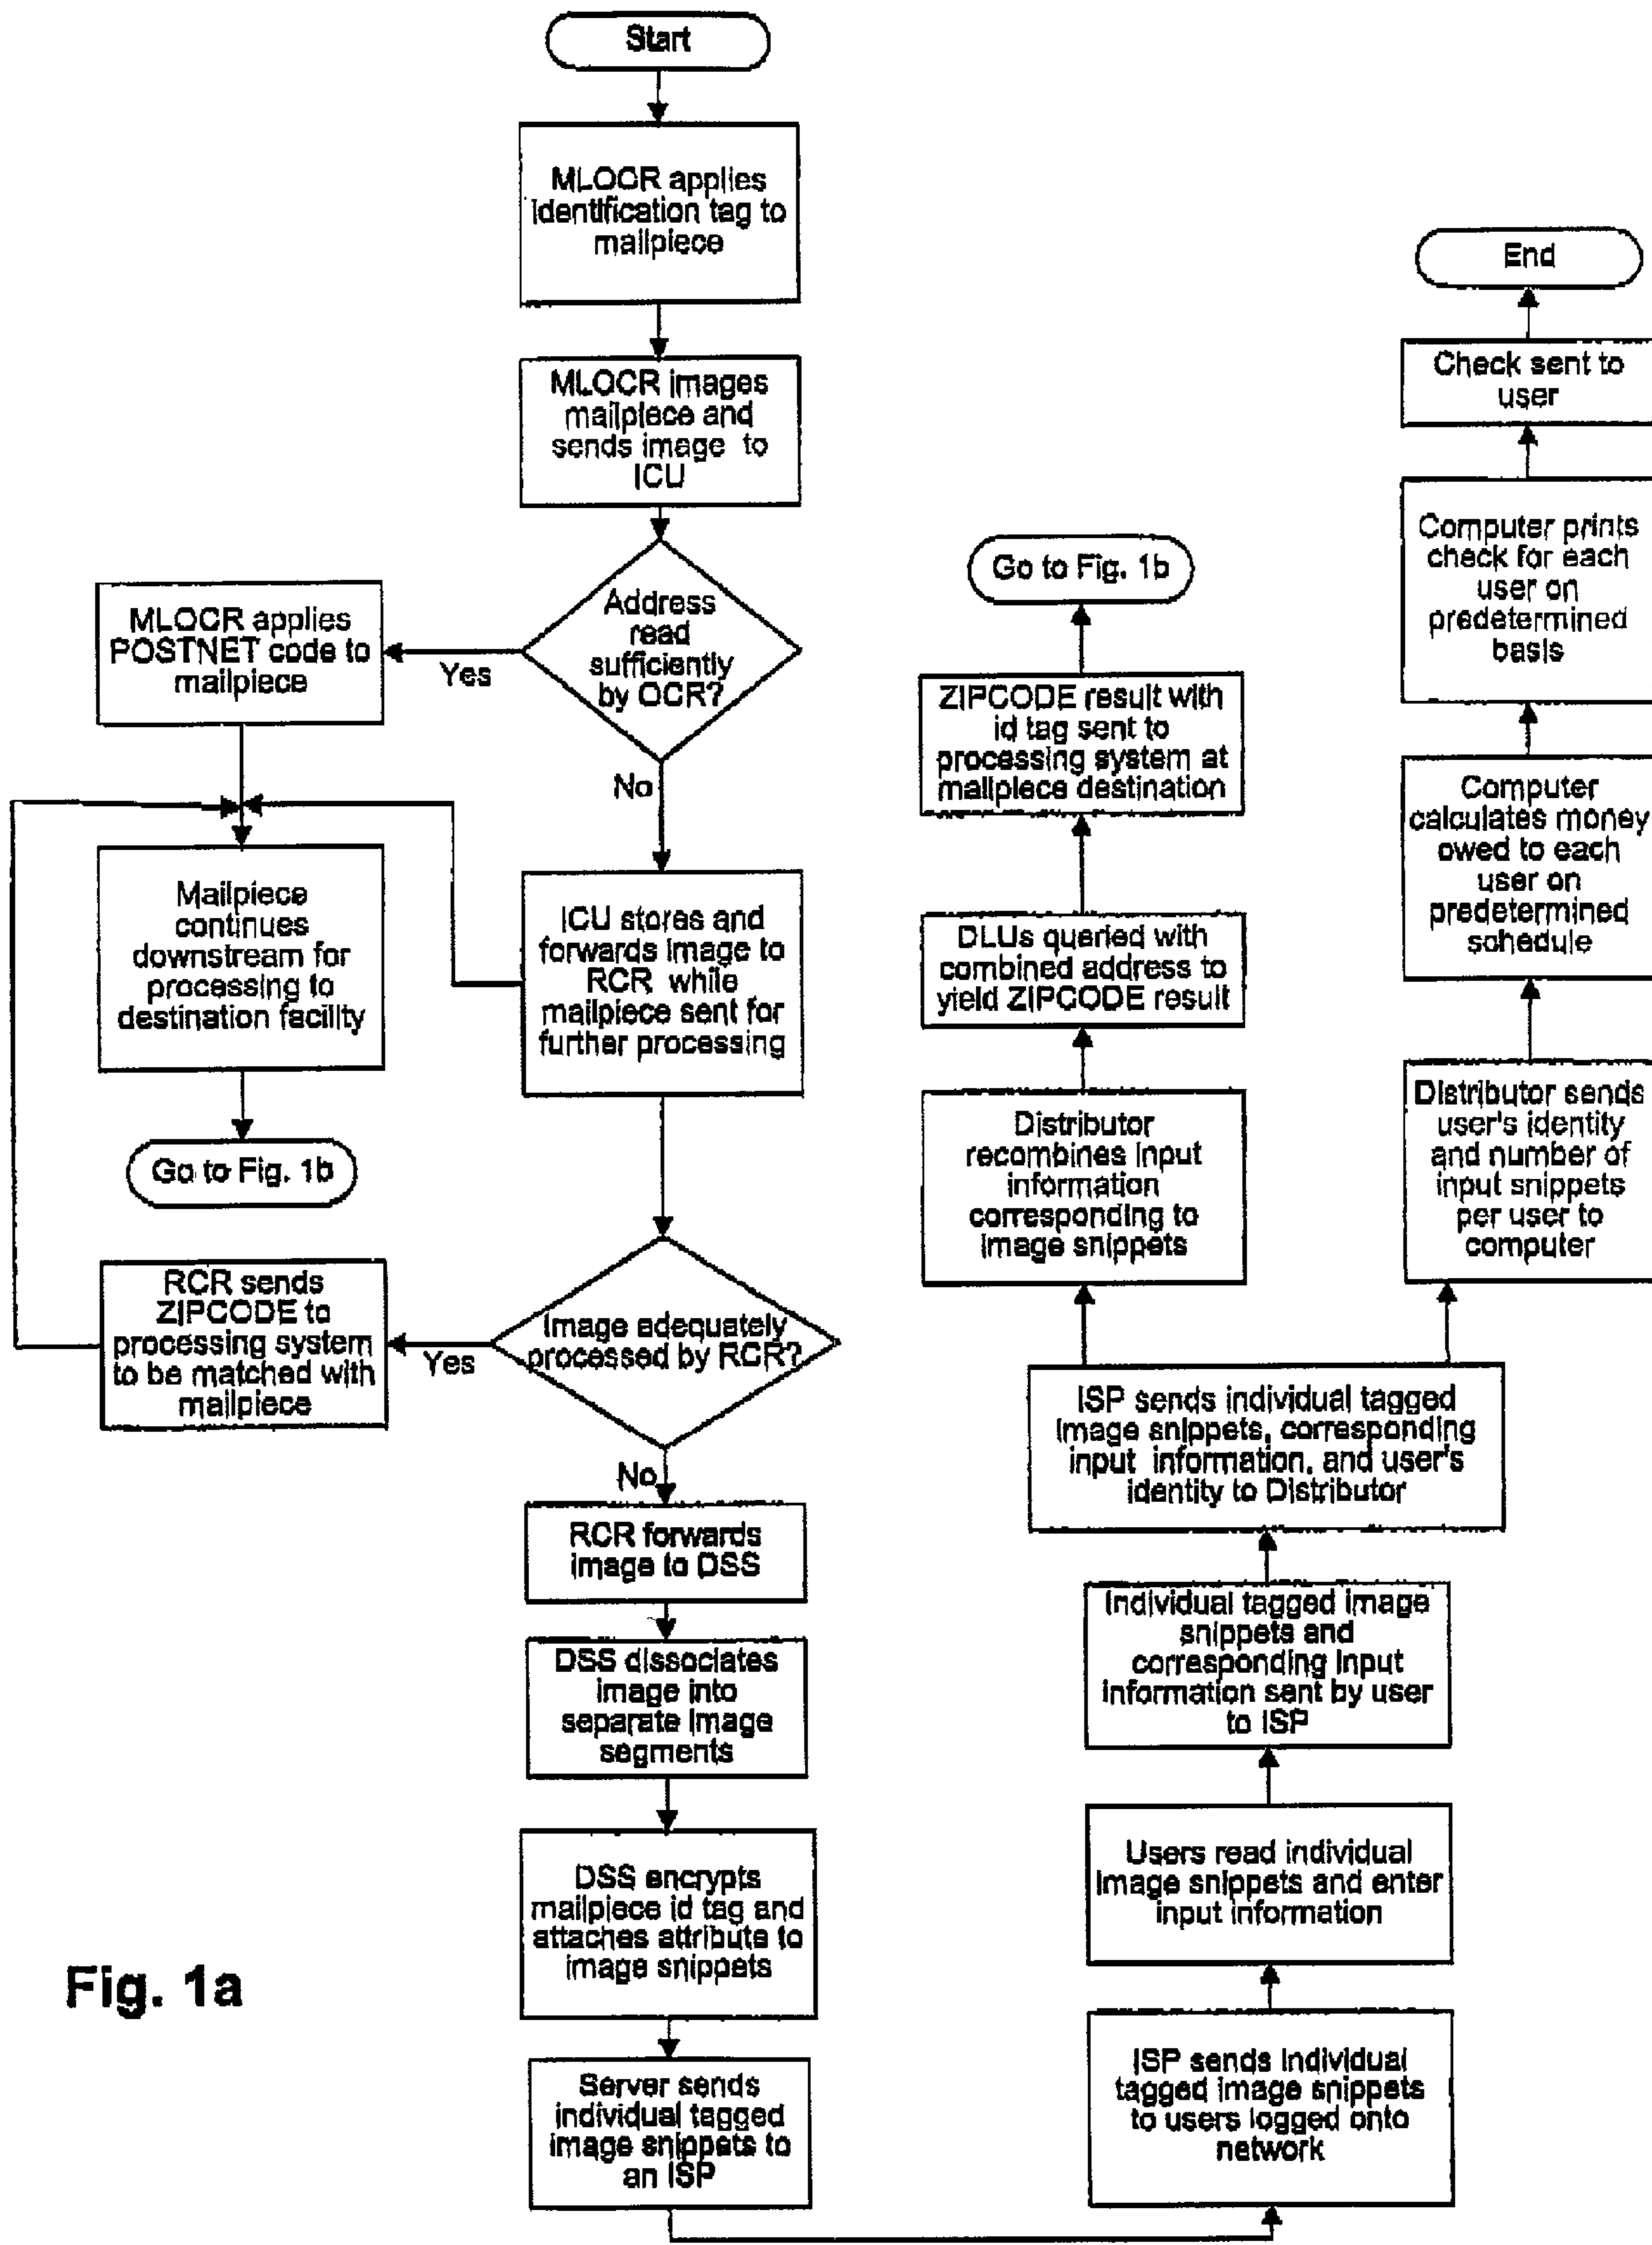 Start
MLOCR applies
identification tag to
mailpiece
MLOCR images
mailpiece and
sends image to
ICU
Address
read
sufficiently
by OCR?
Yes
No
MLOCR applies
POSTNET code to
mailpiece
Mailpiece
continues
downstream for
processing to
destination facility
Go to Fig. 1b
ICU stores and
forwards image to
RCR while
mailpiece sent for
further processing
Image adequately
processed by RCR?
Yes
No
RCR sends
ZIPCODE to
processing system
to be matched with
mailpiece
RCR forwards
image to DSS
DSS dissociates
image into
separate image
segments
DSS encrypts
mailpiece id tag and
attaches attribute to
image snippets
Server sends
individual tagged
image snippets to
an ISP
ISP sends individual
tagged image snippets
to users logged onto
network
Users read individual
image snippets and enter
input information
Individual tagged image
snippets and
corresponding input
information sent by user
to ISP
ISP sends individual tagged
image snippets, corresponding
input information, and user's
identity to Distributor
Distributor
recombines input
information
corresponding to
image snippets
DLUs queried with
combined address to
yield ZIPCODE result
ZIPCODE result with
id tag sent to
processing system at
mailpiece destination
Go to Fig. 1b
Distributor sends
user's identity
and number of
input snippets
per user to
computer
Computer
calculates money
owed to each
user on
predetermined
schedule
Computer prints
check for each
user on
predetermined
basis
Check sent to
user
End
Fig. 1a